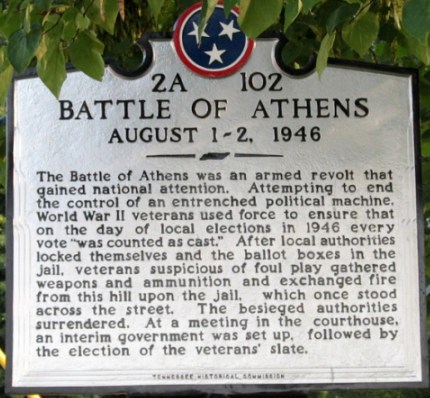 2A 102
BATTLE OF ATHENS
AUGUST 1-2, 1946
The Battle of Athens was an armed revolt that
gained national attention. Attempting to end
the control of an entrenched political machine,
World War II veterans used force to ensure that
on the day of local elections in 1946 every
vote "was counted as cast." After local authorities
locked themselves and the ballot boxes in the
jail, veterans suspicious of foul play gathered
weapons and ammunition and exchanged fire
from this hill upon the jail, which once stood
across the street. The besieged authorities
surrendered. At a meeting in the courthouse,
an interim government was set up, followed by
the election of the veterans' slate.
TENNESSEE HISTORICAL COMMISSION